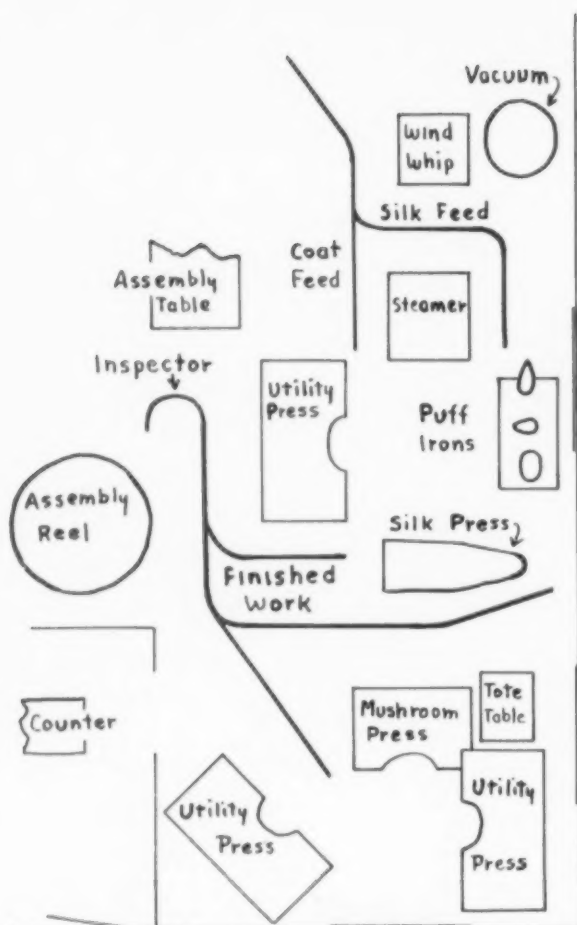 Vacuum
Wind
Whip
Silk Feed
Coat
Feed
Assembly
Table
Steamer
Inspector
Utility
Press
Puff
Irons
Assembly
Reel
Silk Press
Finished
Work
Counter
Mushroom
Press
Tote
Table
Utility
Press
Utility
Press